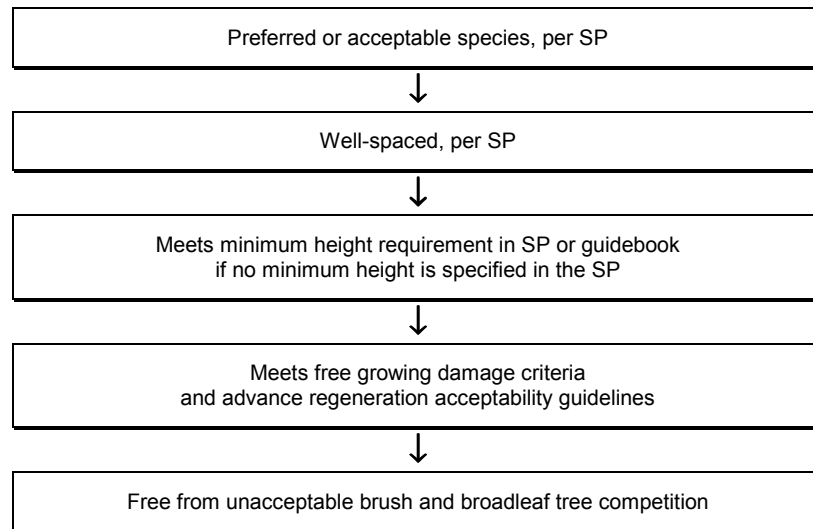 Preferred or acceptable species, per SP
Well-spaced, per SP
Meets minimum height requirement in SP or guidebook
if no minimum height is specified in the SP
Meets free growing damage criteria
and advance regeneration acceptability guidelines
Free from unacceptable brush and broadleaf tree competition